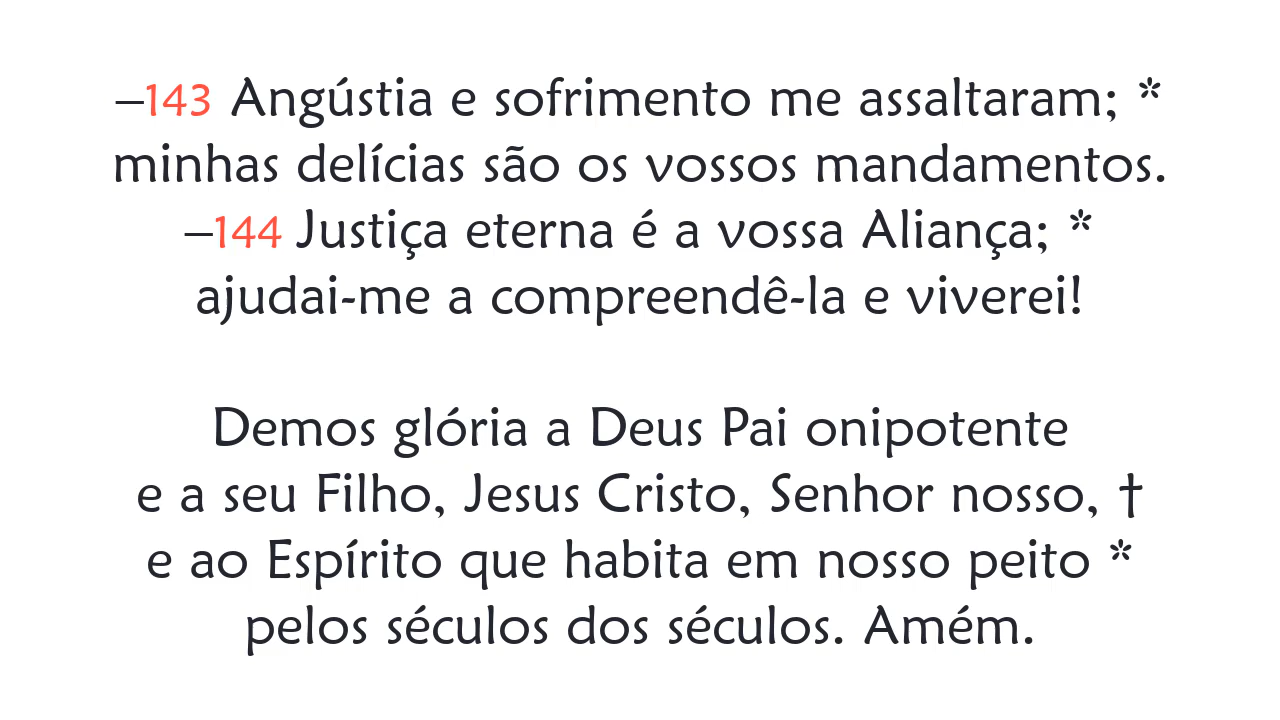 –143 Angústia e sofrimento me assaltaram; *
minhas delícias são os vossos mandamentos.
–144 Justiça eterna é a vossa Aliança; *
ajudai-me a compreendê-la e viverei!
Demos glória a Deus Pai onipotente
e a seu Filho, Jesus Cristo, Senhor nosso, †
e ao Espírito que habita em nosso peito *
pelos séculos dos séculos. Amém.